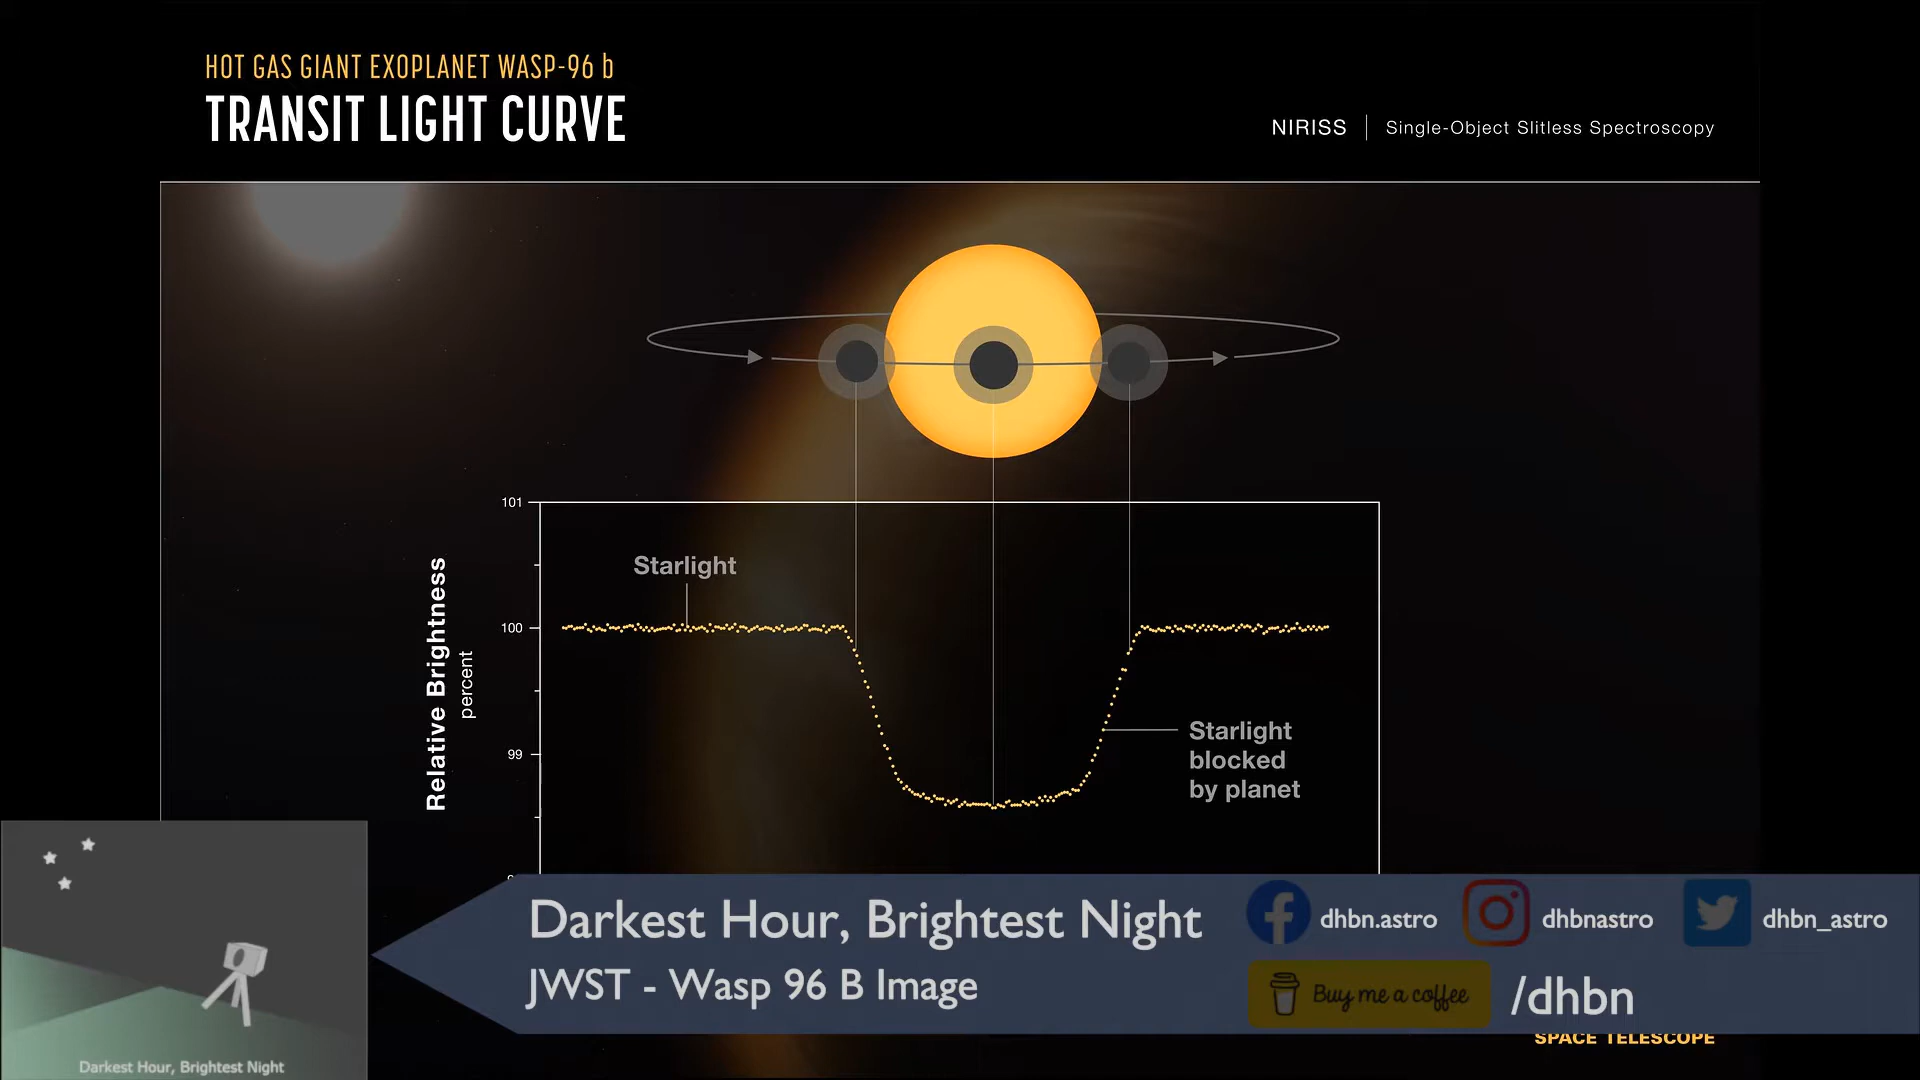 HOT GAS GIANT EXOPLANET WASP-96 b
TRANSIT LIGHT CURVE
NIRISS | Single-Object Slitless Spectroscopy
101
Starlight
100
Relative Brightness
percent
99
Starlight
blocked
by planet
Darkest Hour, Brightest Night
JWST - Wasp 96 B Image
dhbn.astro
dhbnastro
dhbn_astro
Buy me a coffee
/dhbn
SPACE TELESCOPE
Darkest Hour, Brightest Night